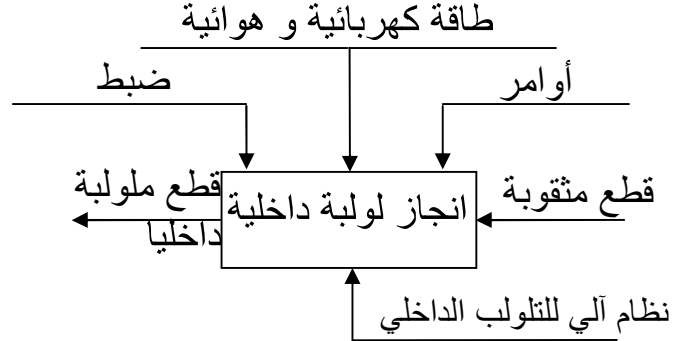 طاقة كهربائية و هوائية
أوامر
ضبط
قطع مثقوبة
انجاز لولبة داخلية
قطع ملولبة
داخليا
نظام آلي للتلولب الداخلي